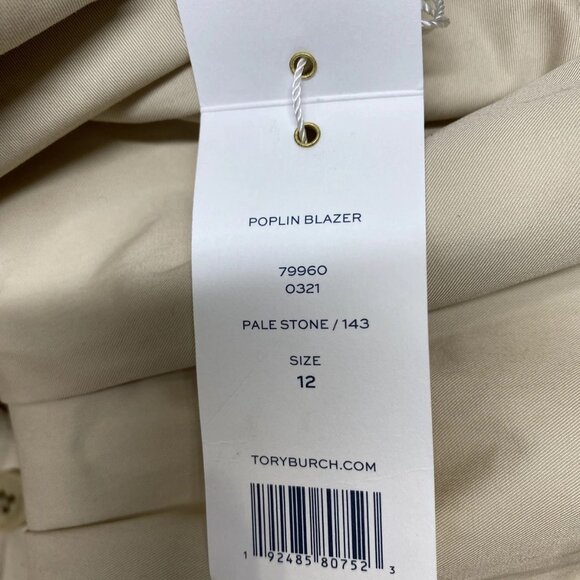 POPLIN BLAZER
79960
0321
PALE STONE / 143
SIZE
12
TORYBURCH.COM
1 92485 80752 3